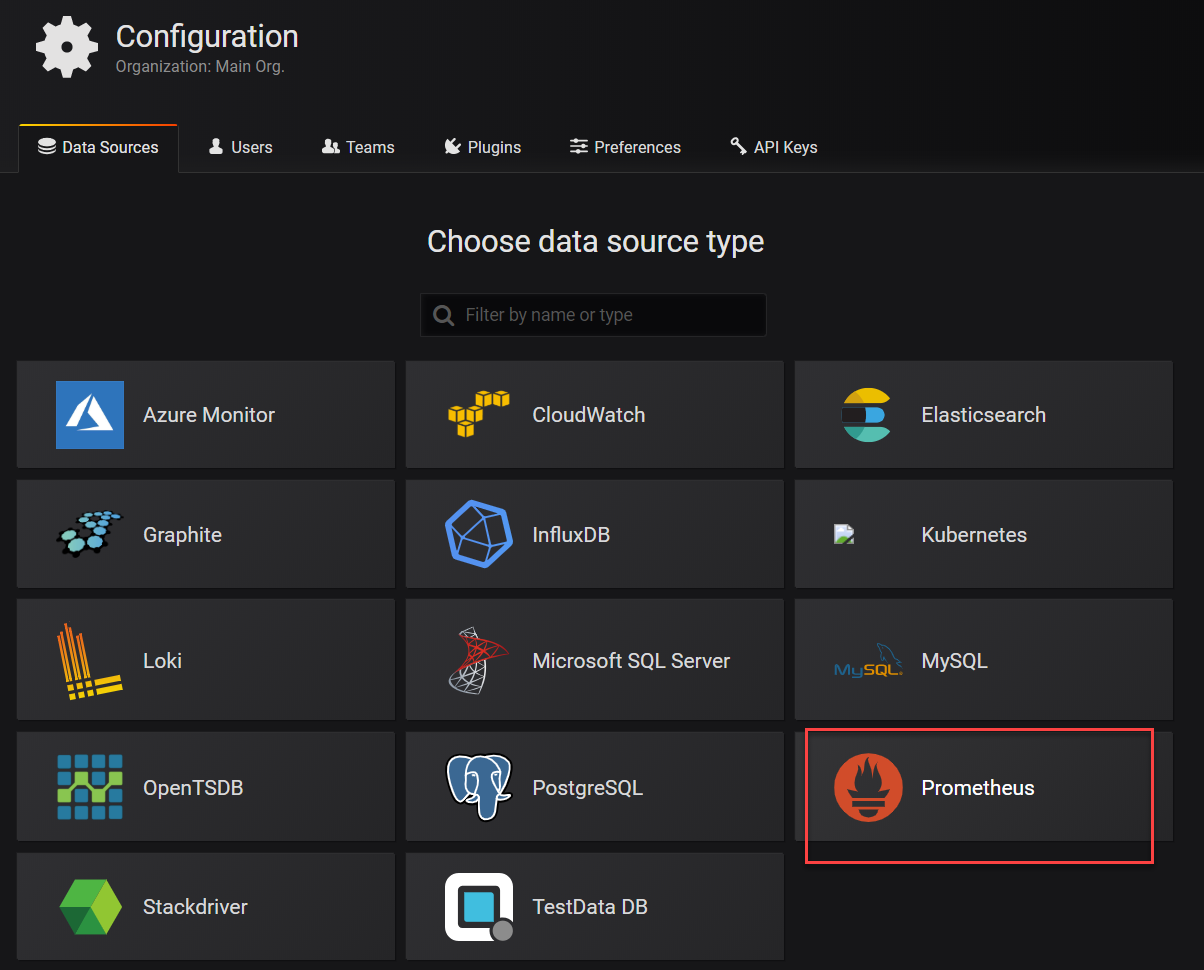 Configuration
Organization: Main Org.
Data Sources Users Teams Plugins Preferences API Keys
Choose data source type
Filter by name or type
Azure Monitor CloudWatch Elasticsearch
Graphite InfluxDB Kubernetes
Loki Microsoft SQL Server MySQL MySQL
OpenTSDB PostgreSQL Prometheus
Stackdriver TestData DB